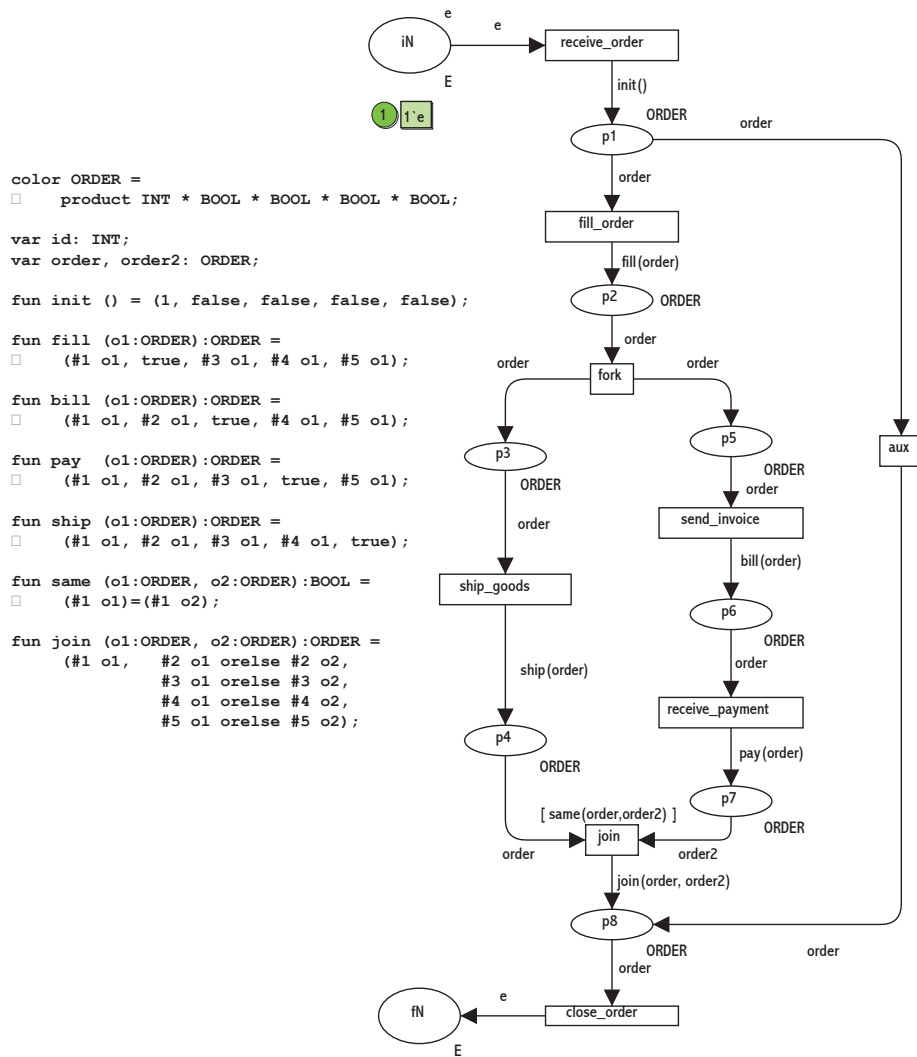 e
iN
e
receive_order
E
init()
1
1`e
ORDER
order
p1
order
color ORDER =
product INT * BOOL * BOOL * BOOL * BOOL;
fill_order
var id: INT;
var order, order2: ORDER;
fill(order)
fun init () = (1, false, false, false, false);
p2
ORDER
fun fill (o1:ORDER):ORDER =
(#1 o1, true, #3 o1, #4 o1, #5 o1);
order
order
fork
order
fun bill (o1:ORDER):ORDER =
(#1 o1, #2 o1, true, #4 o1, #5 o1);
p3
p5
aux
fun pay (o1:ORDER):ORDER =
(#1 o1, #2 o1, #3 o1, true, #5 o1);
ORDER
ORDER
order
fun ship (o1:ORDER):ORDER =
(#1 o1, #2 o1, #3 o1, #4 o1, true);
order
send_invoice
bill(order)
fun same (o1:ORDER, o2:ORDER):BOOL =
(#1 o1)=(#1 o2);
ship_goods
p6
fun join (o1:ORDER, o2:ORDER):ORDER =
(#1 o1, #2 o1 orelse #2 o2,
#3 o1 orelse #3 o2,
#4 o1 orelse #4 o2,
#5 o1 orelse #5 o2);
ORDER
order
ship(order)
receive_payment
p4
ORDER
pay(order)
p7
ORDER
[ same(order,order2) ]
join
order
order2
join(order, order2)
p8
ORDER
order
order
e
fN
close_order
E